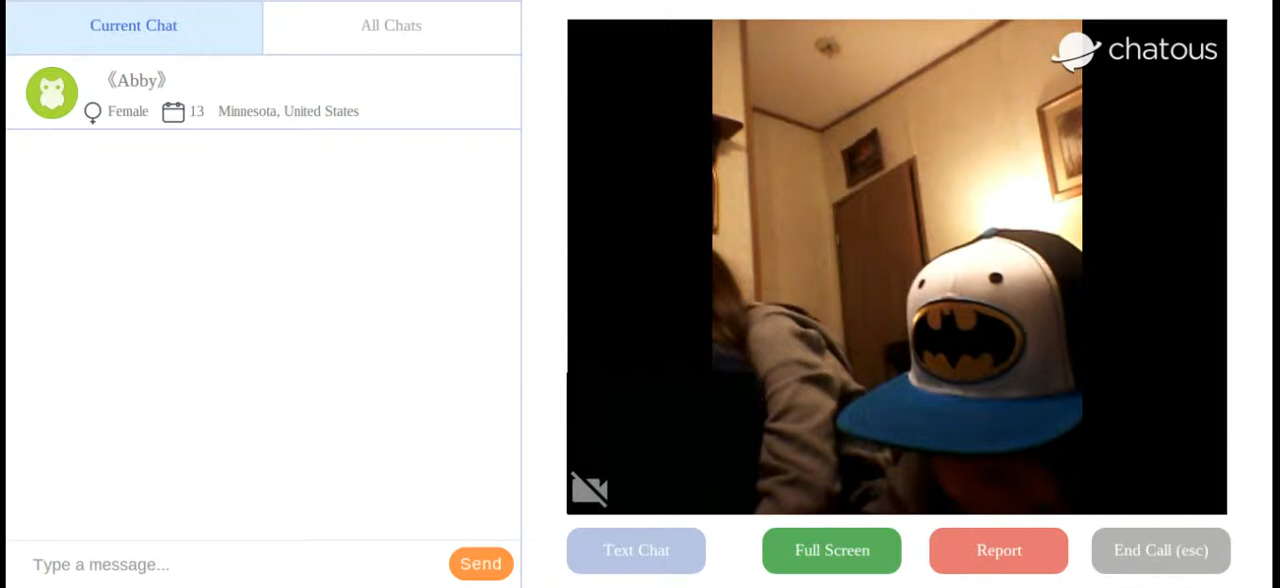 Current Chat
All Chats
《Abby》
Female 13 Minnesota, United States
chatous
Type a message...
Send
Text Chat
Full Screen
Report
End Call (esc)